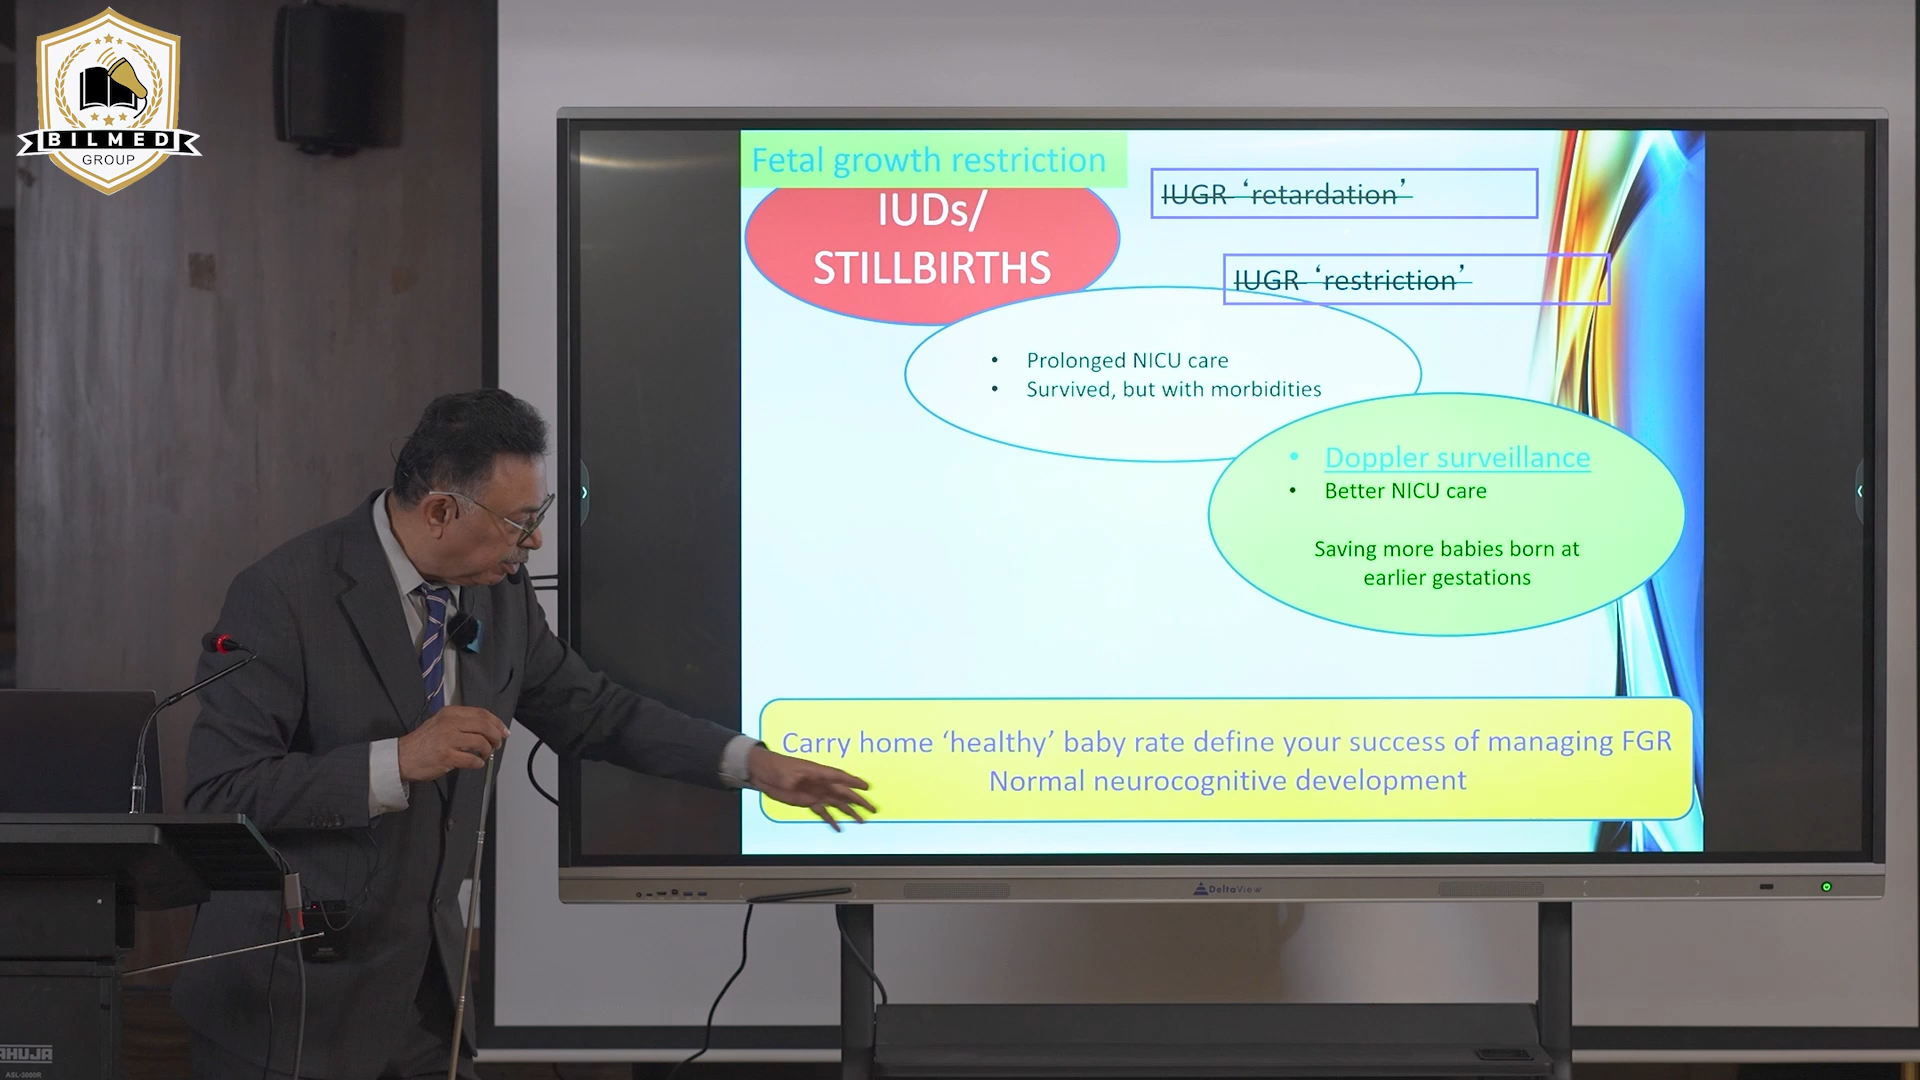 BILMED
GROUP
Fetal growth restriction
IUDs/
STILLBIRTHS
IUGR 'retardation'
IUGR 'restriction'
• Prolonged NICU care
• Survived, but with morbidities
• Doppler surveillance
• Better NICU care
Saving more babies born at
earlier gestations
Carry home 'healthy' baby rate define your success of managing FGR
Normal neurocognitive development
DeltaView
AHUJA
ASL-3000R